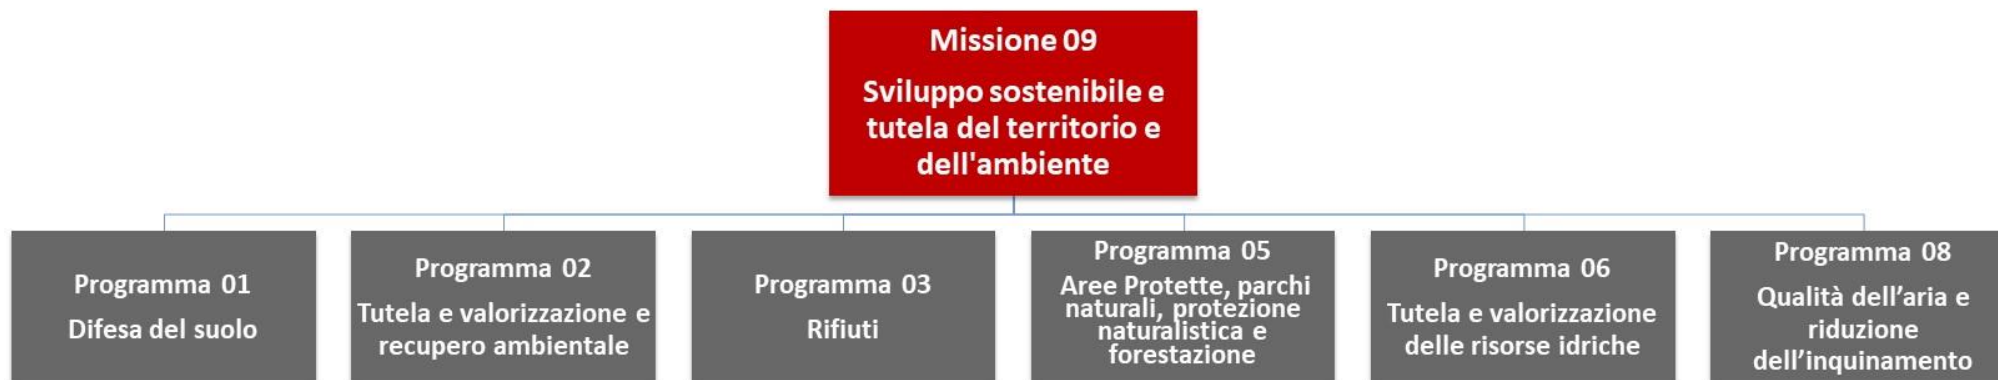 Missione 09
Sviluppo sostenibile e
tutela del territorio e
dell'ambiente
Programma 01
Difesa del suolo
Programma 02
Tutela e valorizzazione e
recupero ambientale
Programma 03
Rifiuti
Programma 05
Aree Protette, parchi
naturali, protezione
naturalistica e
forestazione
Programma 06
Tutela e valorizzazione
delle risorse idriche
Programma 08
Qualità dell’aria e
riduzione
dell’inquinamento